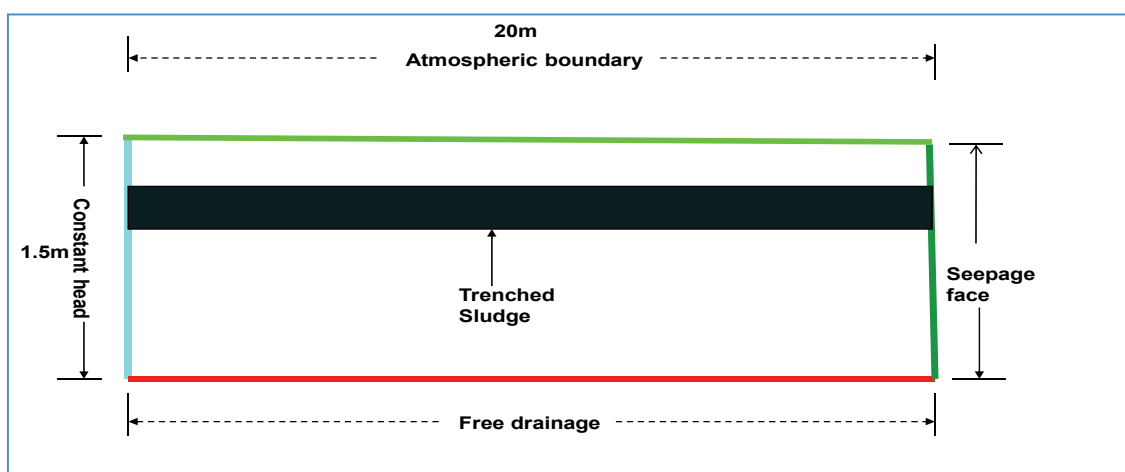 20m
Atmospheric boundary
Constant head
1.5m
Seepage
face
Trenched
Sludge
Free drainage